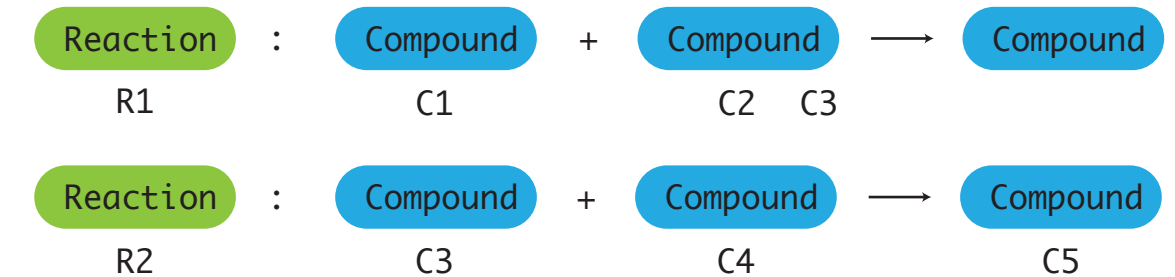 Reaction : Compound + Compound ⟶ Compound
R1 C1 C2 C3
Reaction : Compound + Compound ⟶ Compound
R2 C3 C4 C5